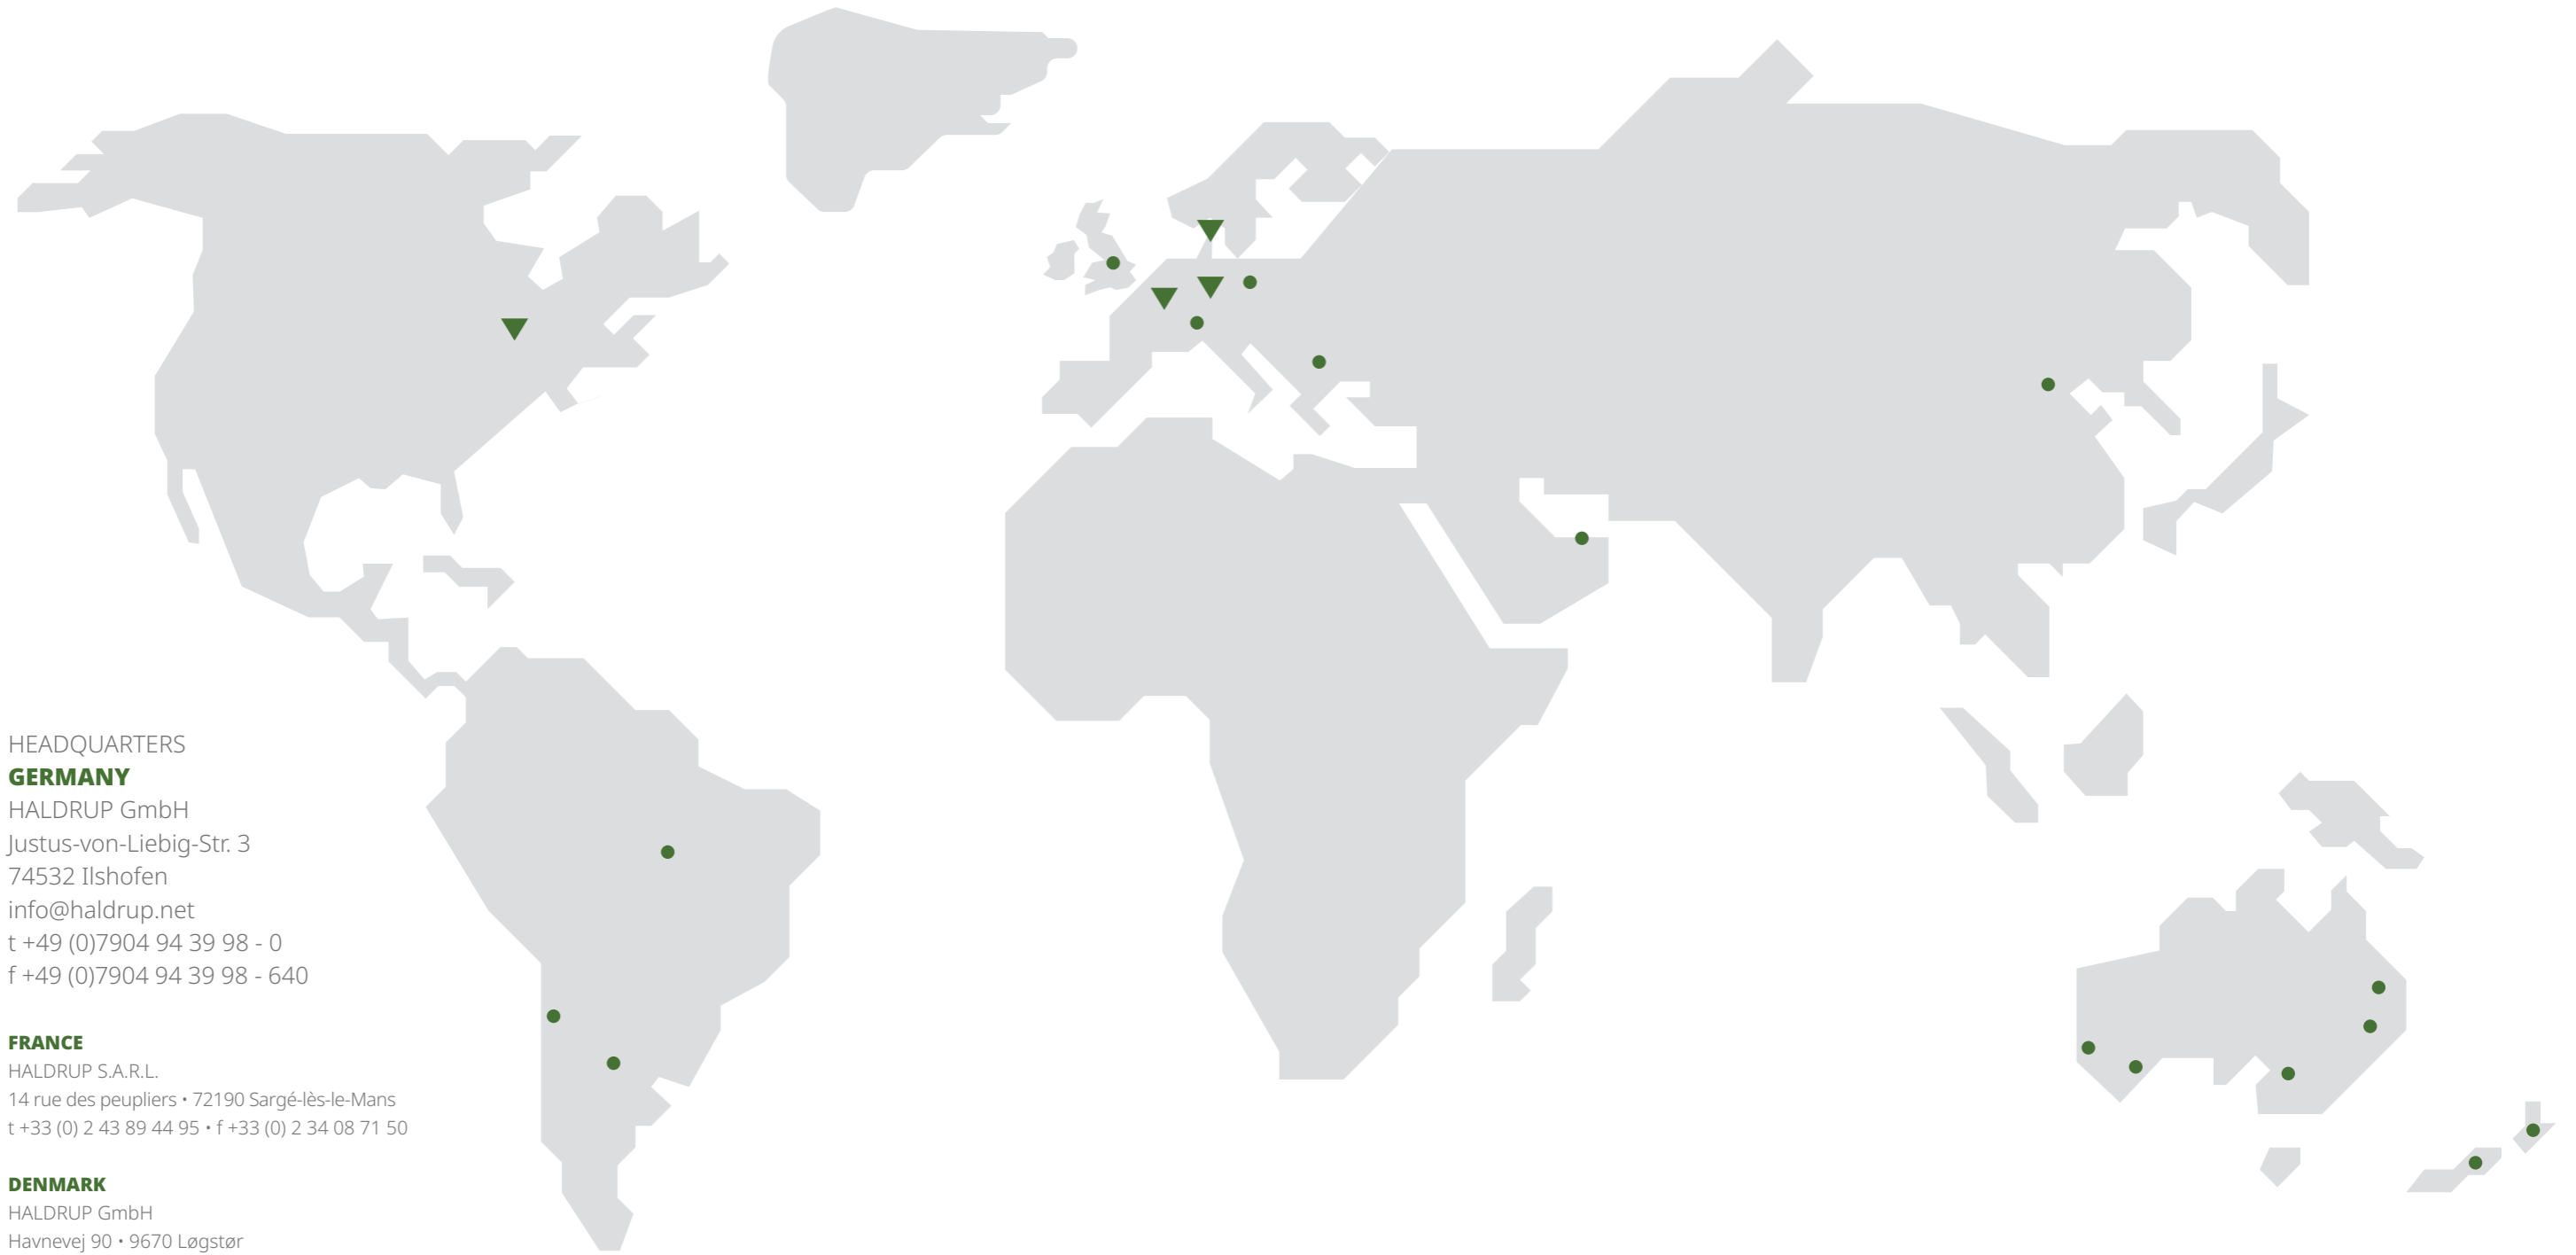 HEADQUARTERS
GERMANY
HALDRUP GmbH
Justus-von-Liebig-Str. 3
74532 Ilshofen
info@haldrup.net
t +49 (0)7904 94 39 98 - 0
f +49 (0)7904 94 39 98 - 640
FRANCE
HALDRUP S.A.R.L.
14 rue des peupliers • 72190 Sargé-lès-le-Mans
t +33 (0) 2 43 89 44 95 • f +33 (0) 2 34 08 71 50
DENMARK
HALDRUP GmbH
Havnevej 90 • 9670 Løgstør